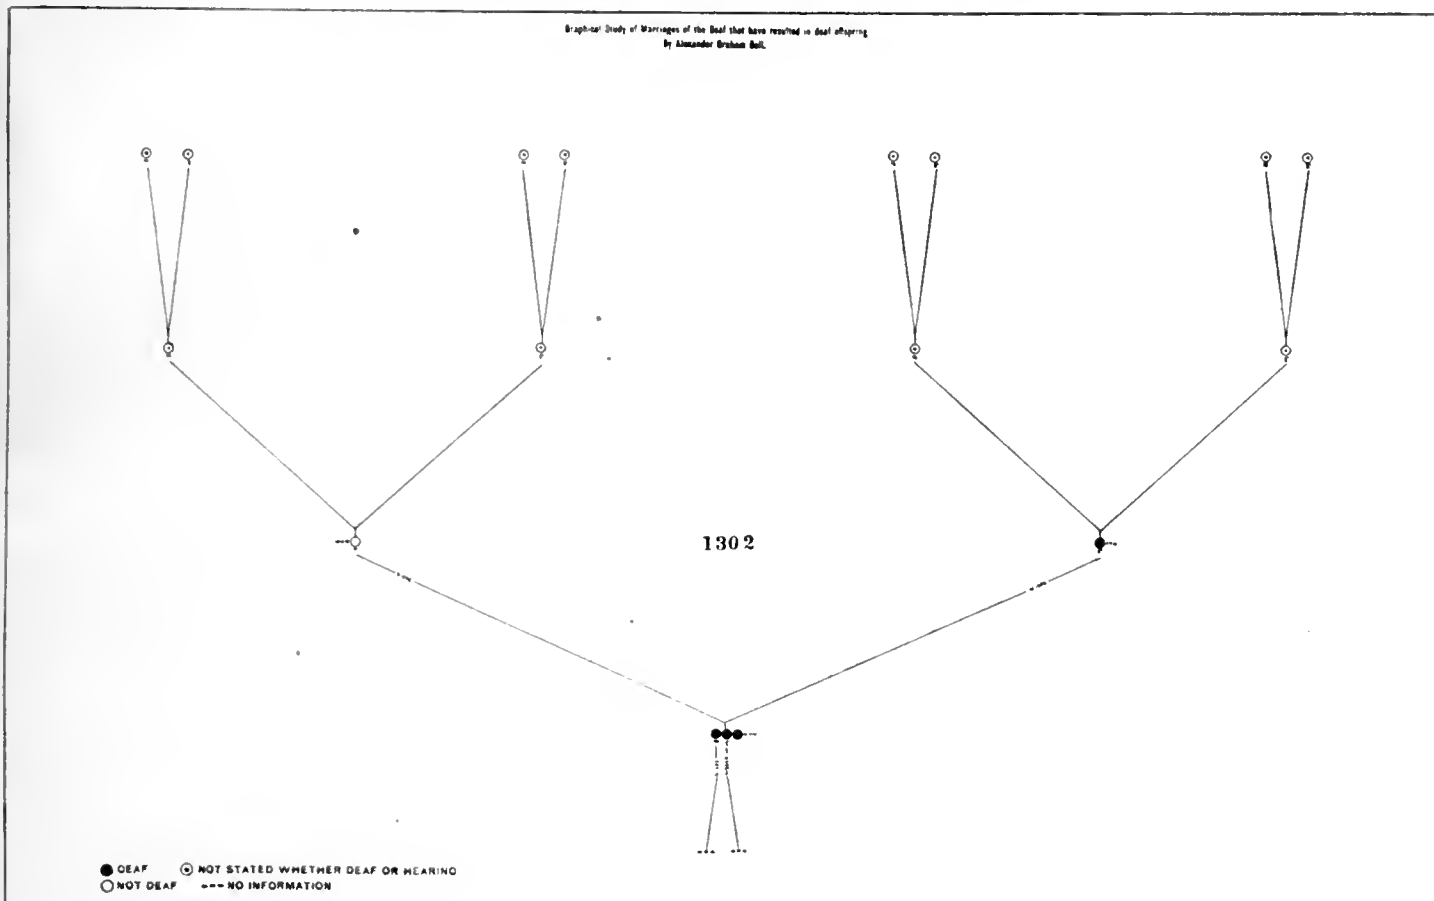 Graphical Study of Marriages of the Deaf that have resulted in deaf offspring
By Alexander Graham Bell.
1302
DEAF NOT STATED WHETHER DEAF OR HEARING
NOT DEAF --- NO INFORMATION